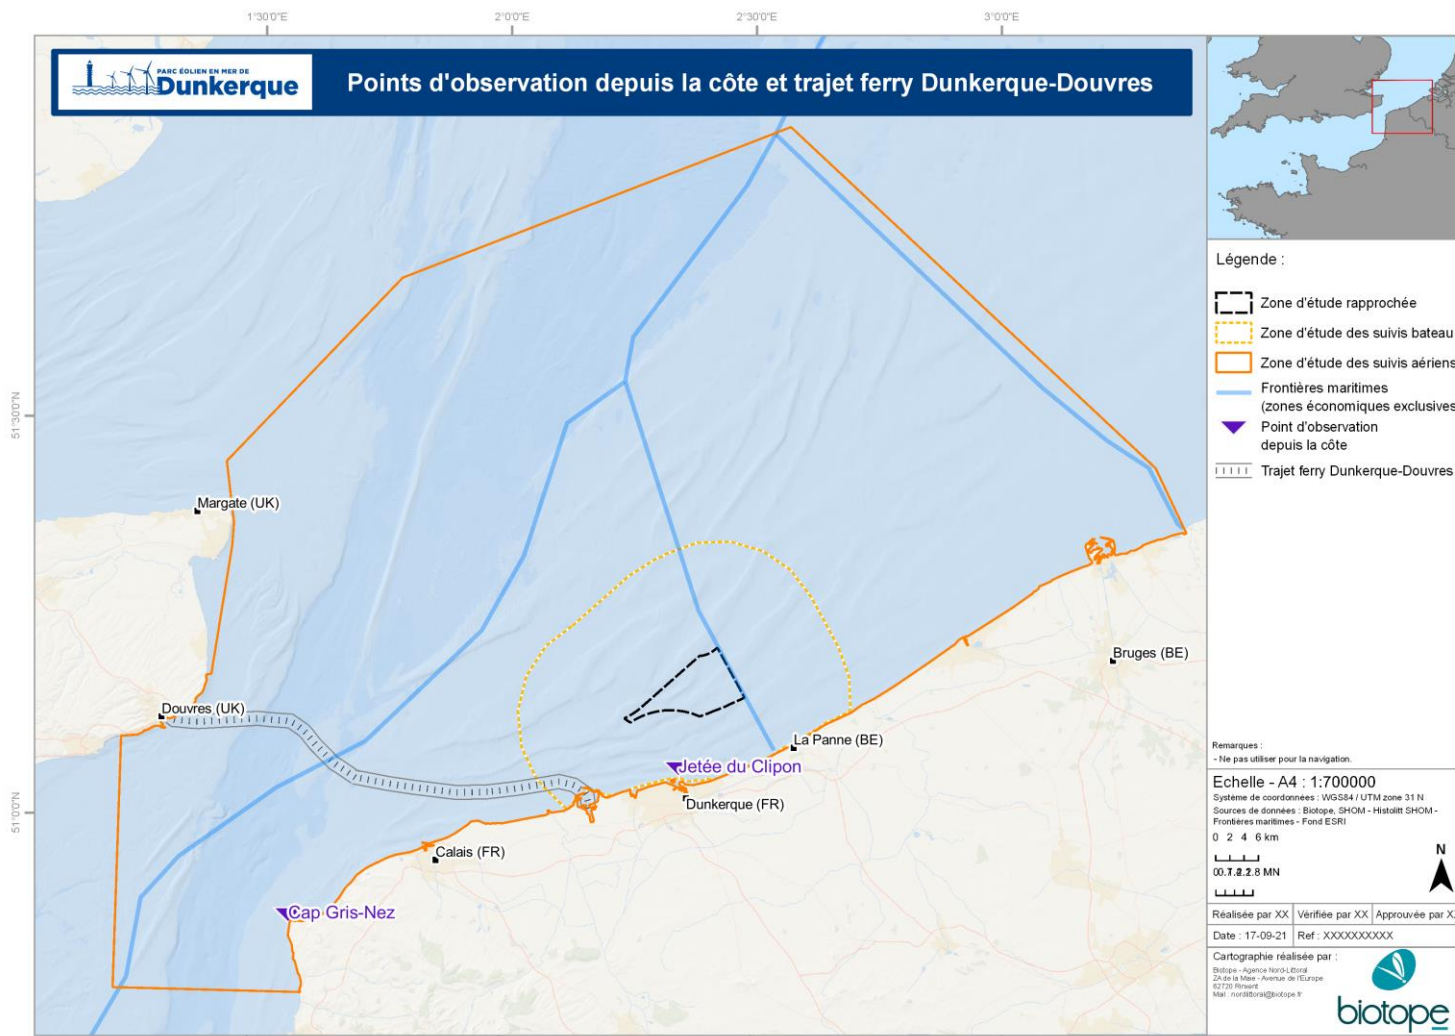 1°30'0"E
2°0'0"E
2°30'0"E
3°0'0"E
PARC ÉOLIEN EN MER DE
Dunkerque
Points d'observation depuis la côte et trajet ferry Dunkerque-Douvres
51°30'0"N
51°0'0"N
Margate (UK)
Douvres (UK)
Bruges (BE)
La Panne (BE)
Jetée du Clipon
Dunkerque (FR)
Calais (FR)
Cap Gris-Nez
Légende :
Zone d'étude rapprochée
Zone d'étude des suivis bateau
Zone d'étude des suivis aériens
Frontières maritimes
(zones économiques exclusives
Point d'observation
depuis la côte
Trajet ferry Dunkerque-Douvres
Remarques :
- Ne pas utiliser pour la navigation.
Echelle - A4 : 1:700000
Système de coordonnées : WGS84 / UTM zone 31 N
Sources de données : Biotope, SHOM - Histolitt SHOM -
Frontières maritimes - Fond ESRI
0 2 4 6 km
MN
N
Réalisée par XX
Vérifiée par XX
Approuvée par X
Date : 17-09-21
Ref : XXXXXXXXXX
Cartographie réalisée par :
Biotope - Agence Nord-Littoral
ZA de la Maie - Avenue de l'Europe
62720 Rinxent
Mail : nordlittoral@biotope.fr
biotope